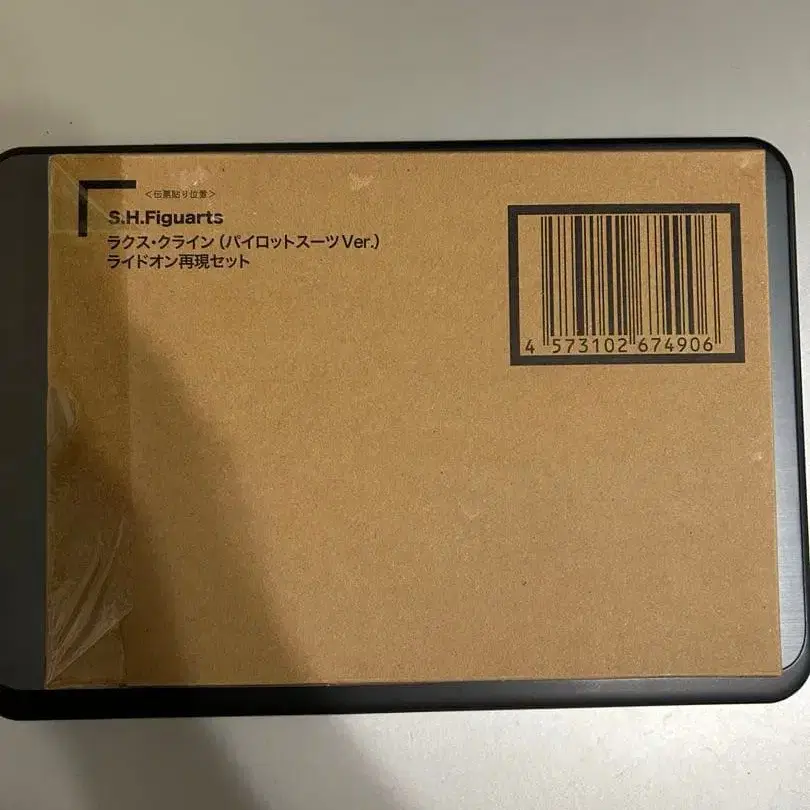 ＜伝票貼り位置＞
S.H.Figuarts
ラクス・クライン（パイロットスーツVer.）
ライドオン再現セット
4 573102 674906